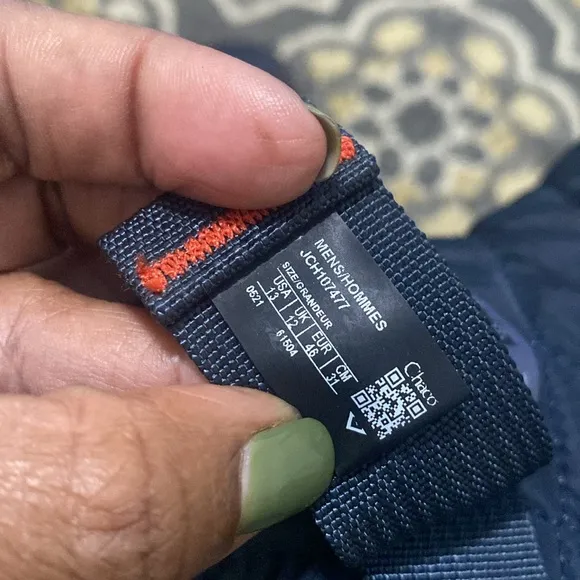 MENS/HOMMES
JCH107477
SIZE/GRANDEUR
USA UK EUR CM
13 12 46 31
0521 61504
Chaco